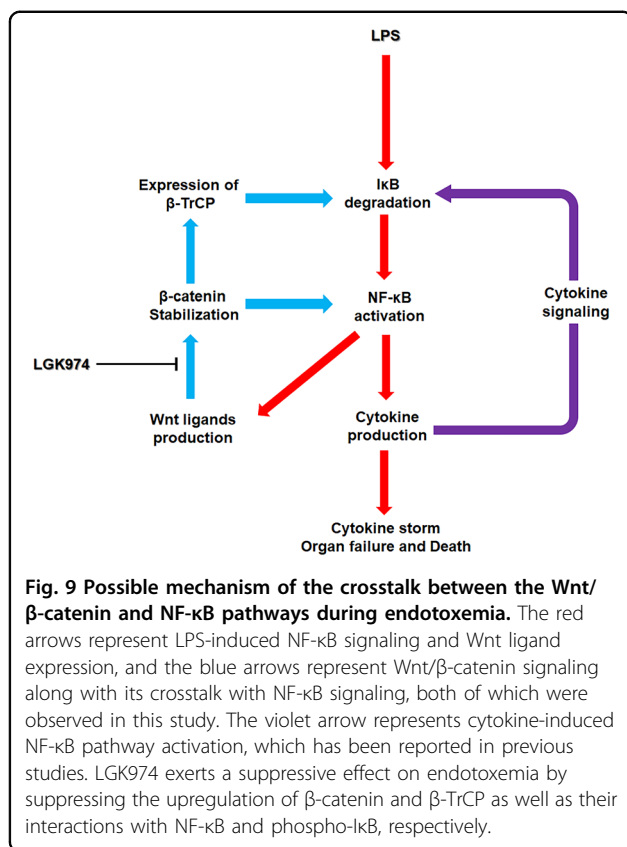 LPS
Expression of
β-TrCP
IκB
degradation
β-catenin
Stabilization
NF-κB
activation
Cytokine
signaling
LGK974
Wnt ligands
production
Cytokine
production
Cytokine storm
Organ failure and Death
Fig. 9 Possible mechanism of the crosstalk between the Wnt/
β-catenin and NF-κB pathways during endotoxemia. The red
arrows represent LPS-induced NF-κB signaling and Wnt ligand
expression, and the blue arrows represent Wnt/β-catenin signaling
along with its crosstalk with NF-κB signaling, both of which were
observed in this study. The violet arrow represents cytokine-induced
NF-κB pathway activation, which has been reported in previous
studies. LGK974 exerts a suppressive effect on endotoxemia by
suppressing the upregulation of β-catenin and β-TrCP as well as their
interactions with NF-κB and phospho-IκB, respectively.